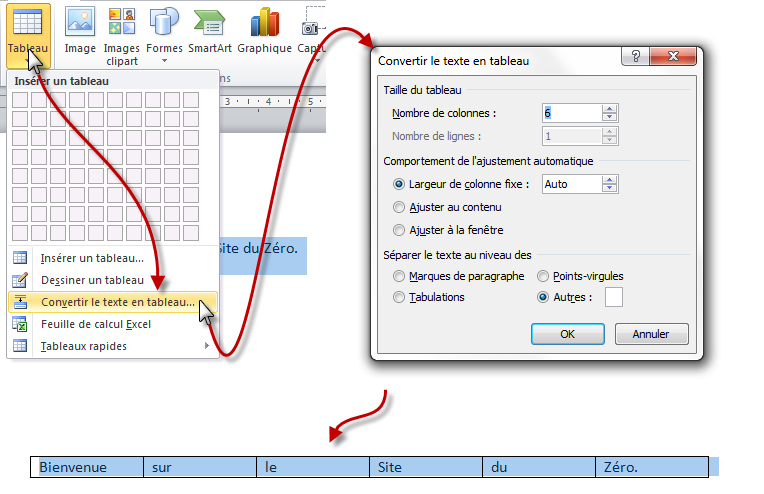 Tableau Image Images clipart Formes SmartArt Graphique Captu
ns
Insérer un tableau
3 4 5
Site du Zéro.
Insérer un tableau...
Dessiner un tableau
Convertir le texte en tableau...
Feuille de calcul Excel
Tableaux rapides
Convertir le texte en tableau
?
Taille du tableau
Nombre de colonnes : 6
Nombre de lignes : 1
Comportement de l'ajustement automatique
Largeur de colonne fixe : Auto
Ajuster au contenu
Ajuster à la fenêtre
Séparer le texte au niveau des
Marques de paragraphe Points-virgules
Tabulations Autres :
OK Annuler
Bienvenue sur le Site du Zéro.